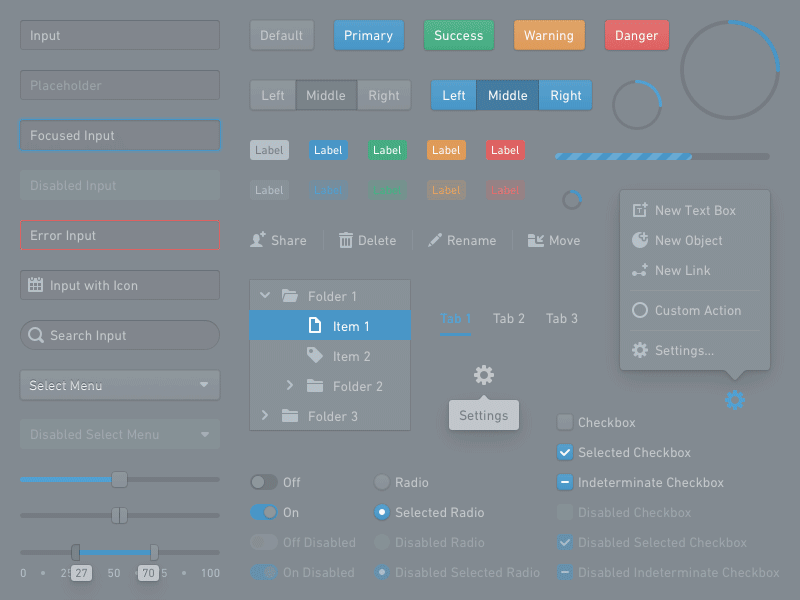 Input
Placeholder
Focused Input
Disabled Input
Error Input
Input with Icon
Search Input
Select Menu
Disabled Select Menu
0 25 27 50 70 75 100
Default Primary Success Warning Danger
Left Middle Right Left Middle Right
Label Label Label Label Label
Label Label Label Label Label
Share Delete Rename Move
Folder 1
Item 1
Item 2
Folder 2
Folder 3
Tab 1 Tab 2 Tab 3
Settings
New Text Box
New Object
New Link
Custom Action
Settings...
Off
On
Off Disabled
On Disabled
Radio
Selected Radio
Disabled Radio
Disabled Selected Radio
Checkbox
Selected Checkbox
Indeterminate Checkbox
Disabled Checkbox
Disabled Selected Checkbox
Disabled Indeterminate Checkbox